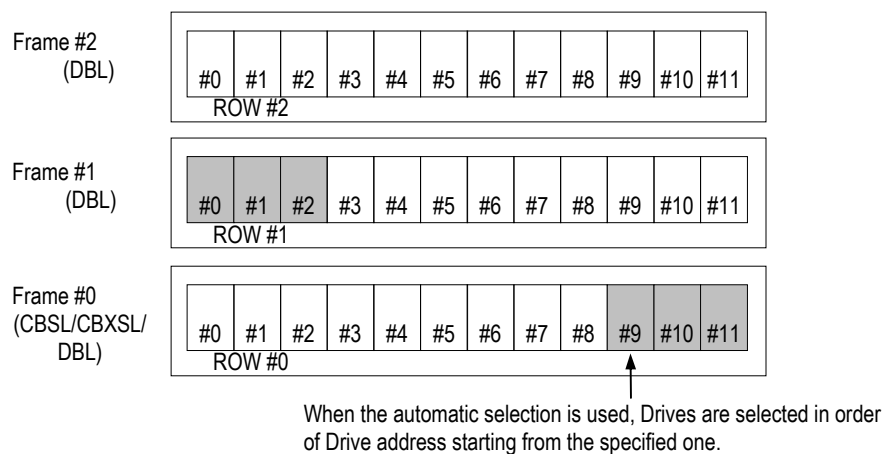 Frame #2
(DBL)
#0 #1 #2 #3 #4 #5 #6 #7 #8 #9 #10 #11
ROW #2
Frame #1
(DBL)
#0 #1 #2 #3 #4 #5 #6 #7 #8 #9 #10 #11
ROW #1
Frame #0
(CBSL/CBXSL/
DBL)
#0 #1 #2 #3 #4 #5 #6 #7 #8 #9 #10 #11
ROW #0
When the automatic selection is used, Drives are selected in order
of Drive address starting from the specified one.